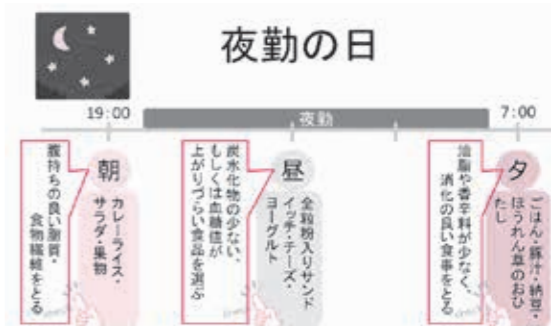 夜勤の日
19:00
夜勤
7:00
朝
カレーライス・
サラダ・果物
腹持ちの良い脂質・
食物繊維をとる
昼
全粒粉入りサンド
イッチ・チーズ・
ヨーグルト
炭水化物の少ない、
もしくは血糖値が
上がりづらい食品を選ぶ
夕
ごはん・豚汁・納豆・
ほうれん草のおひ
たし
油脂や香辛料が少なく、
消化の良い食事をとる